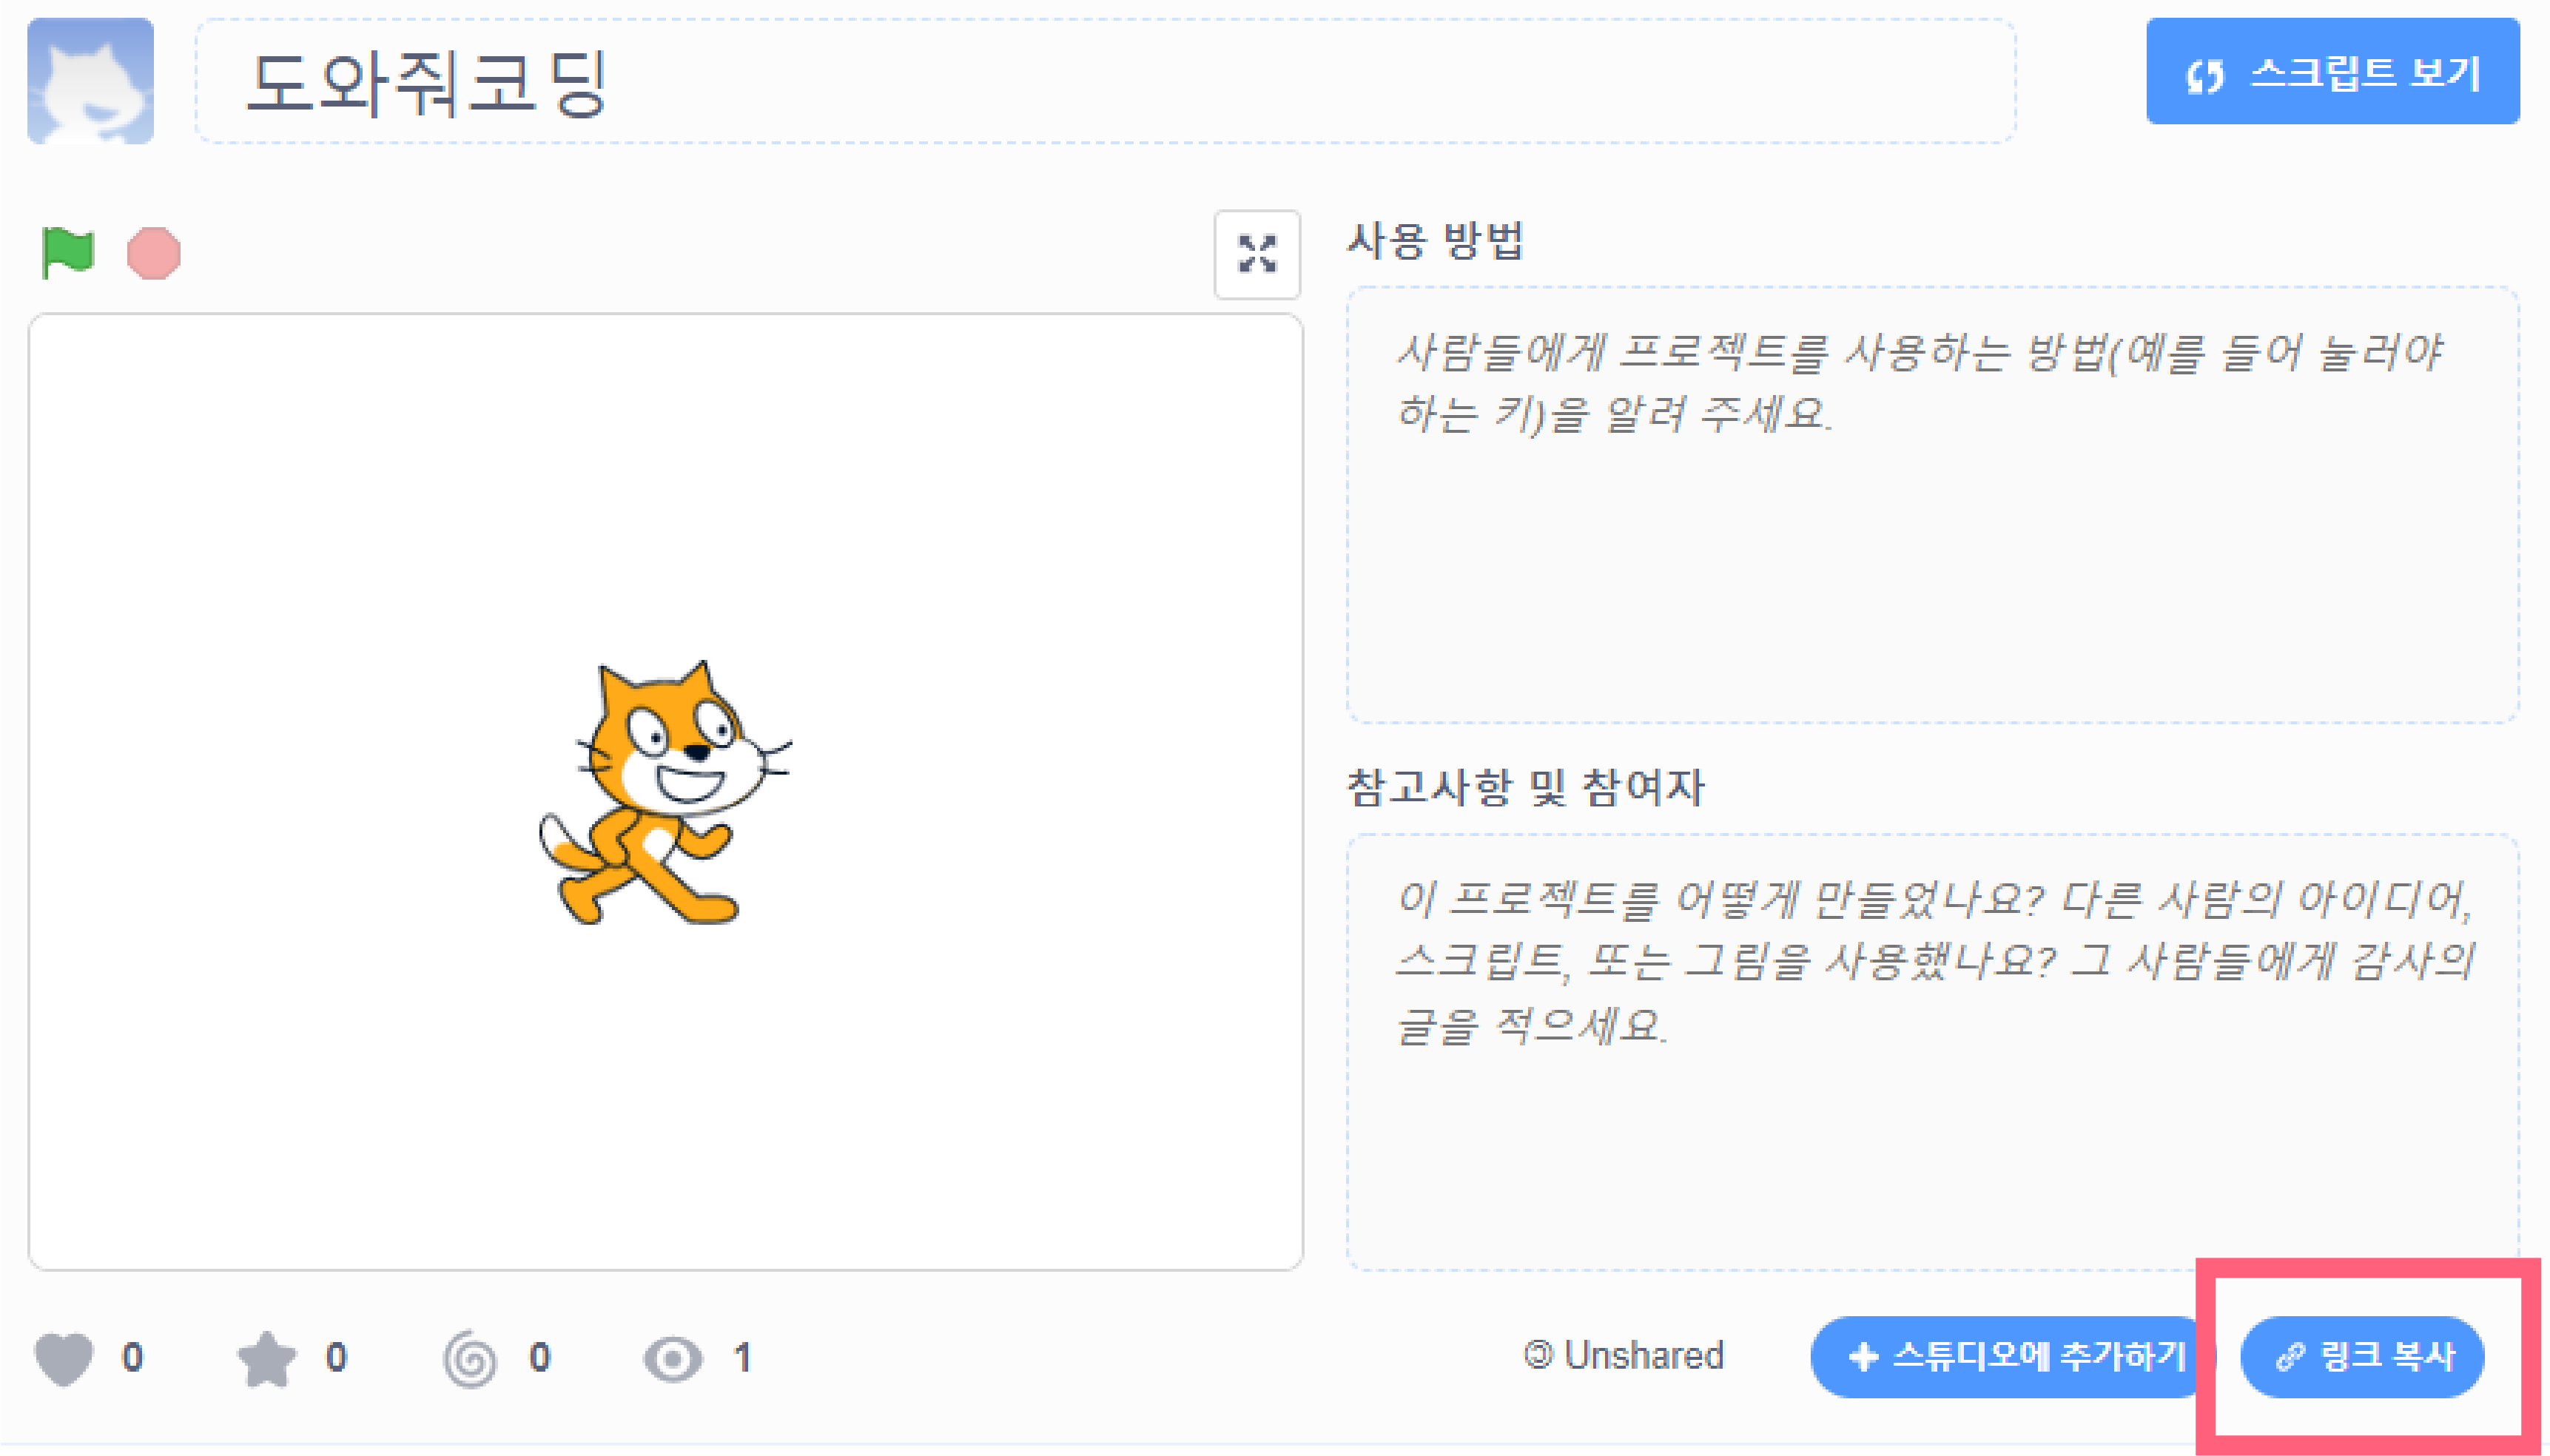 도와줘코딩
스크립트 보기
사용 방법
사람들에게 프로젝트를 사용하는 방법(예를 들어 눌러야
하는 키)을 알려 주세요.
참고사항 및 참여자
이 프로젝트를 어떻게 만들었나요? 다른 사람의 아이디어,
스크립트, 또는 그림을 사용했나요? 그 사람들에게 감사의
글을 적으세요.
0 0 0 1 Unshared 스튜디오에 추가하기 링크 복사